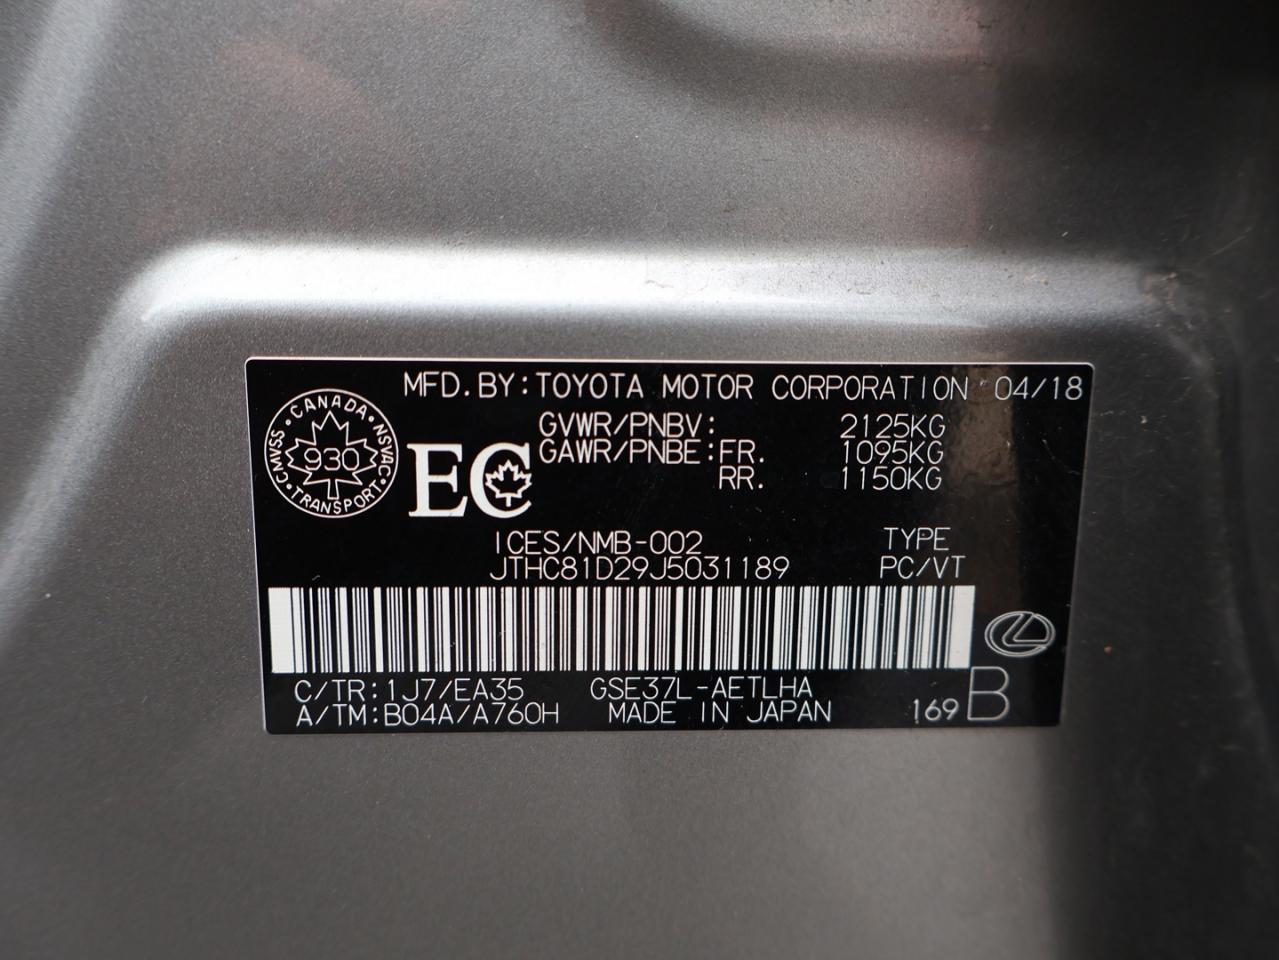 MFD.BY:TOYOTA MOTOR CORPORATION 04/18
GVWR/PNBV: 2125KG
GAWR/PNBE:FR. 1095KG
RR. 1150KG
CANADA
CMVSS 930 NSVAC
TRANSPORT
EC
ICES/NMB-002 TYPE
JTHC81D29J5031189 PC/VT
C/TR:1J7/EA35 GSE37L-AETLHA
A/TM:B04A/A760H MADE IN JAPAN 169 B